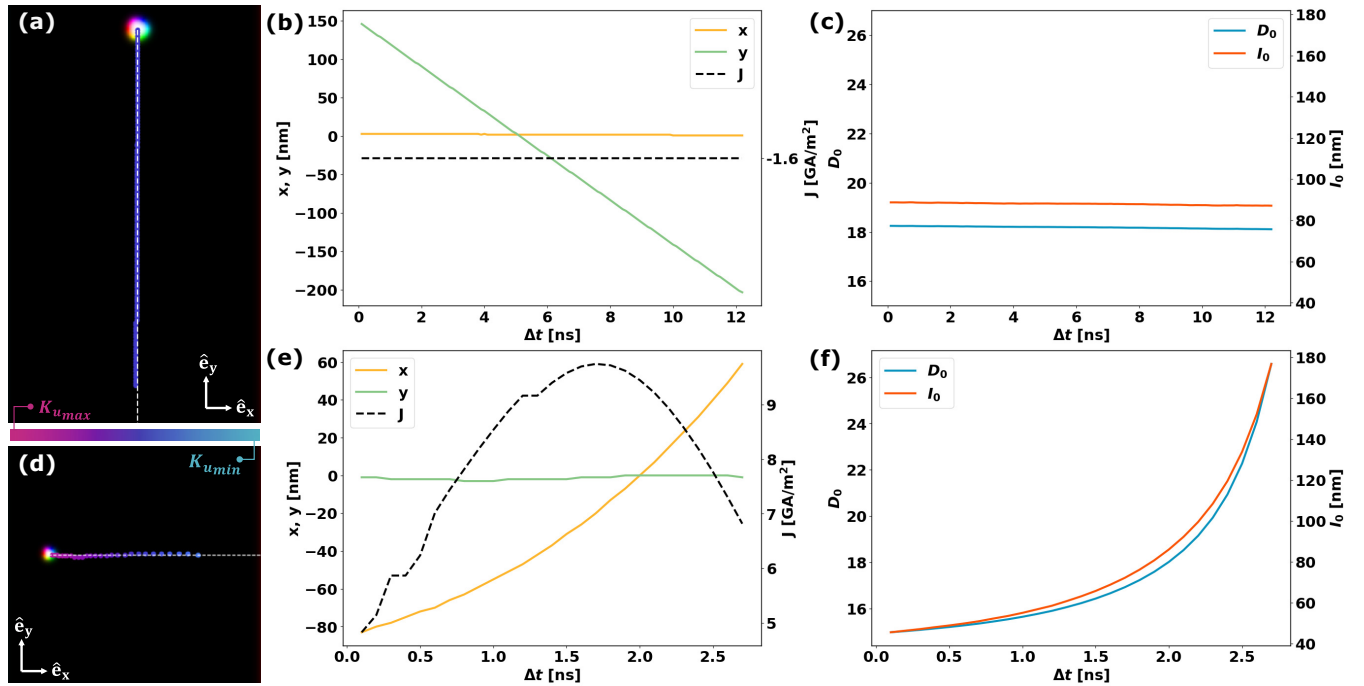 (a)
ê_y
ê_x
K_{u_{max}}
K_{u_{min}}
(b)
x
y
J
150
100
50
0
−50
−100
−150
−200
x, y [nm]
0 2 4 6 8 10 12
Δt [ns]
-1.6
J [GA/m²]
(c)
D₀
I₀
26
24
22
20
18
16
D₀
0 2 4 6 8 10 12
Δt [ns]
180
160
140
120
100
80
60
40
I₀ [nm]
(d)
ê_y
ê_x
(e)
x
y
J
60
40
20
0
−20
−40
−60
−80
x, y [nm]
0.0 0.5 1.0 1.5 2.0 2.5
Δt [ns]
9
8
7
6
5
J [GA/m²]
(f)
D₀
I₀
26
24
22
20
18
16
D₀
0.0 0.5 1.0 1.5 2.0 2.5
Δt [ns]
180
160
140
120
100
80
60
40
I₀ [nm]